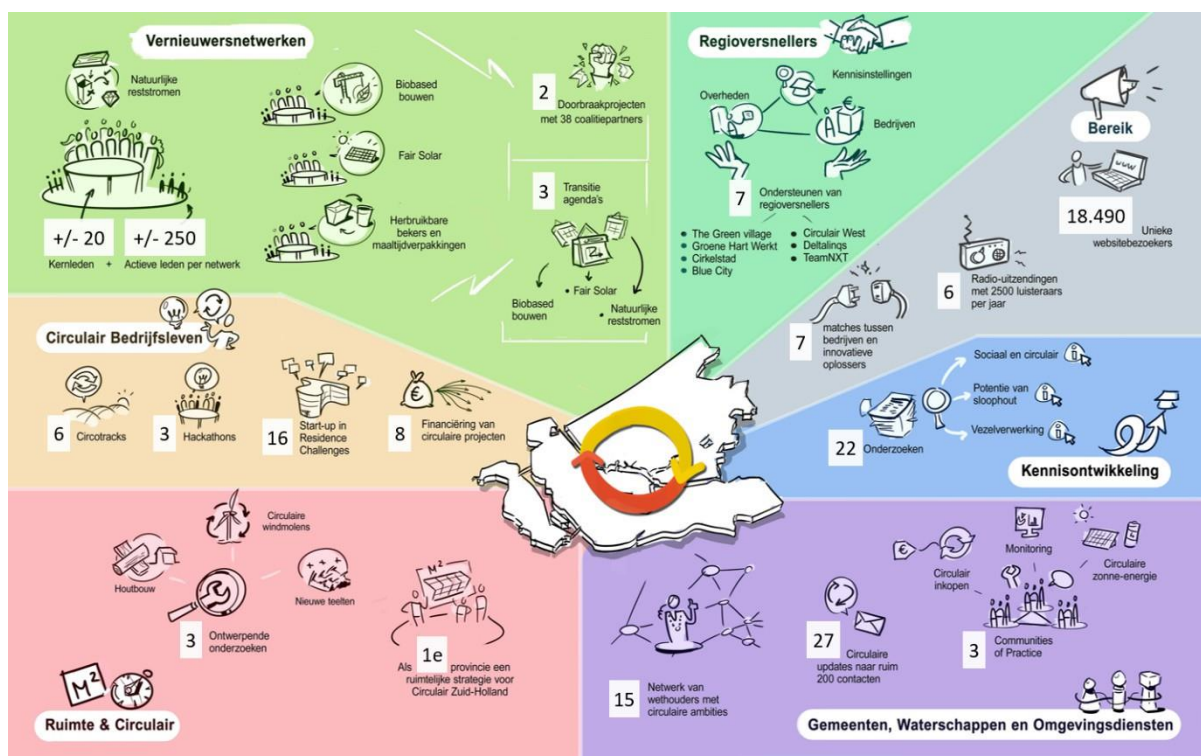 Vernieuwersnetwerken
Natuurlijke
reststromen
+/- 20
+/- 250
Kernleden + Actieve leden per netwerk
Biobased
bouwen
Fair Solar
Herbruikbare
bekers en
maaltijdverpakkingen
2
Doorbraakprojecten
met 38 coalitiepartners
3
Transitie
agenda's
2
Biobased
bouwen
• Fair Solar
• Natuurlijke
reststromen
Regioversnellers
Kennisinstellingen
Overheden
Bedrijven
€
7
Ondersteunen van
regioversnellers
• The Green village
• Groene Hart Werkt
• Cirkelstad
• Blue City
• Circulair West
• Deltalinqs
• TeamNXT
Bereik
WWW
18.490
Unieke
websitebezoekers
6
Radio-uitzendingen
met 2500 luisteraars
per jaar
7
matches tussen
bedrijven en
innovatieve
oplossers
Circulair Bedrijfsleven
6
Circotracks
3
Hackathons
16
Start-up in
Residence
Challenges
€
8
Financiëring van
circulaire projecten
Sociaal en circulair
i
Potentie van
sloophout
i
Vezelverwerking
i
22
Onderzoeken
Kennisontwikkeling
Circulaire
windmolens
Houtbouw
Nieuwe teelten
3
Ontwerpende
onderzoeken
M²
Als 1e provincie een
ruimtelijke strategie voor
Circulair Zuid-Holland
M²
Ruimte & Circulair
15
Netwerk van
wethouders met
circulaire ambities
27
Circulaire
updates naar ruim
200 contacten
€
Circulair
inkopen
Monitoring
Circulaire
zonne-energie
3
Communities
of Practice
Gemeenten, Waterschappen en Omgevingsdiensten